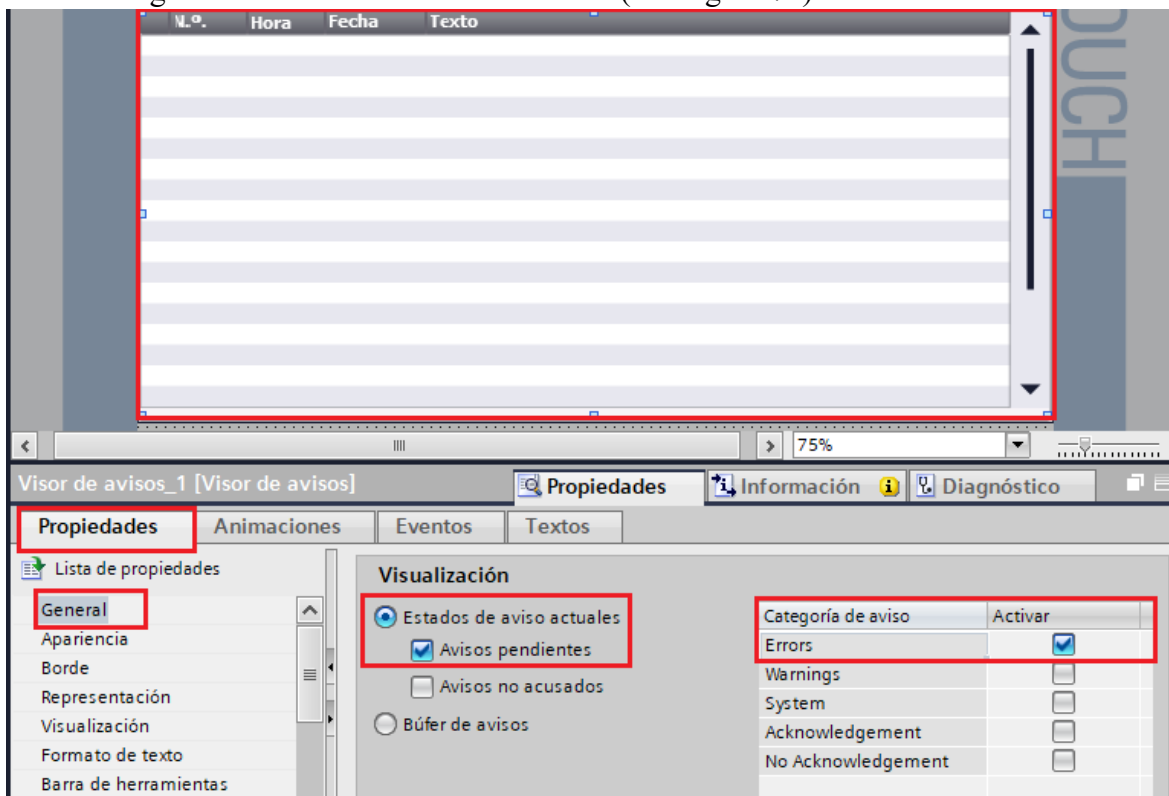 N.º. Hora Fecha Texto
OUCH
75%
Visor de avisos_1 [Visor de avisos]
Propiedades Información Diagnóstico
Propiedades Animaciones Eventos Textos
Lista de propiedades
General
Apariencia
Borde
Representación
Visualización
Formato de texto
Barra de herramientas
Visualización
Estados de aviso actuales
Avisos pendientes
Avisos no acusados
Búfer de avisos
Categoría de aviso Activar
Errors
Warnings
System
Acknowledgement
No Acknowledgement